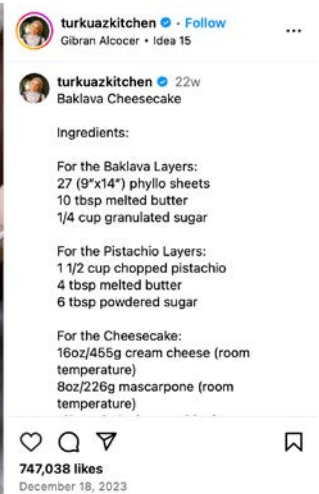 turkuazkitchen • Follow
Gibran Alcocer • Idea 15
turkuazkitchen 22w
Baklava Cheesecake
Ingredients:
For the Baklava Layers:
27 (9"x14") phyllo sheets
10 tbsp melted butter
1/4 cup granulated sugar
For the Pistachio Layers:
1 1/2 cup chopped pistachio
4 tbsp melted butter
6 tbsp powdered sugar
For the Cheesecake:
16oz/455g cream cheese (room
temperature)
8oz/226g mascarpone (room
temperature)
747,038 likes
December 18, 2023